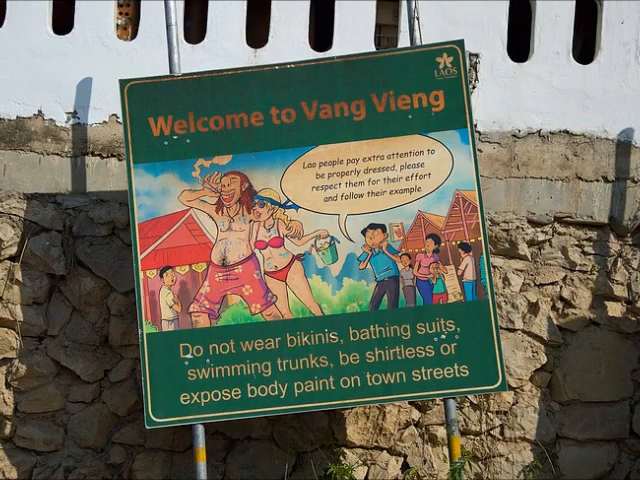 LAOS
Welcome to Vang Vieng
Lao people pay extra attention to
be properly dressed, please
respect them for their effort
and follow their example
Do not wear bikinis, bathing suits,
swimming trunks, be shirtless or
expose body paint on town streets